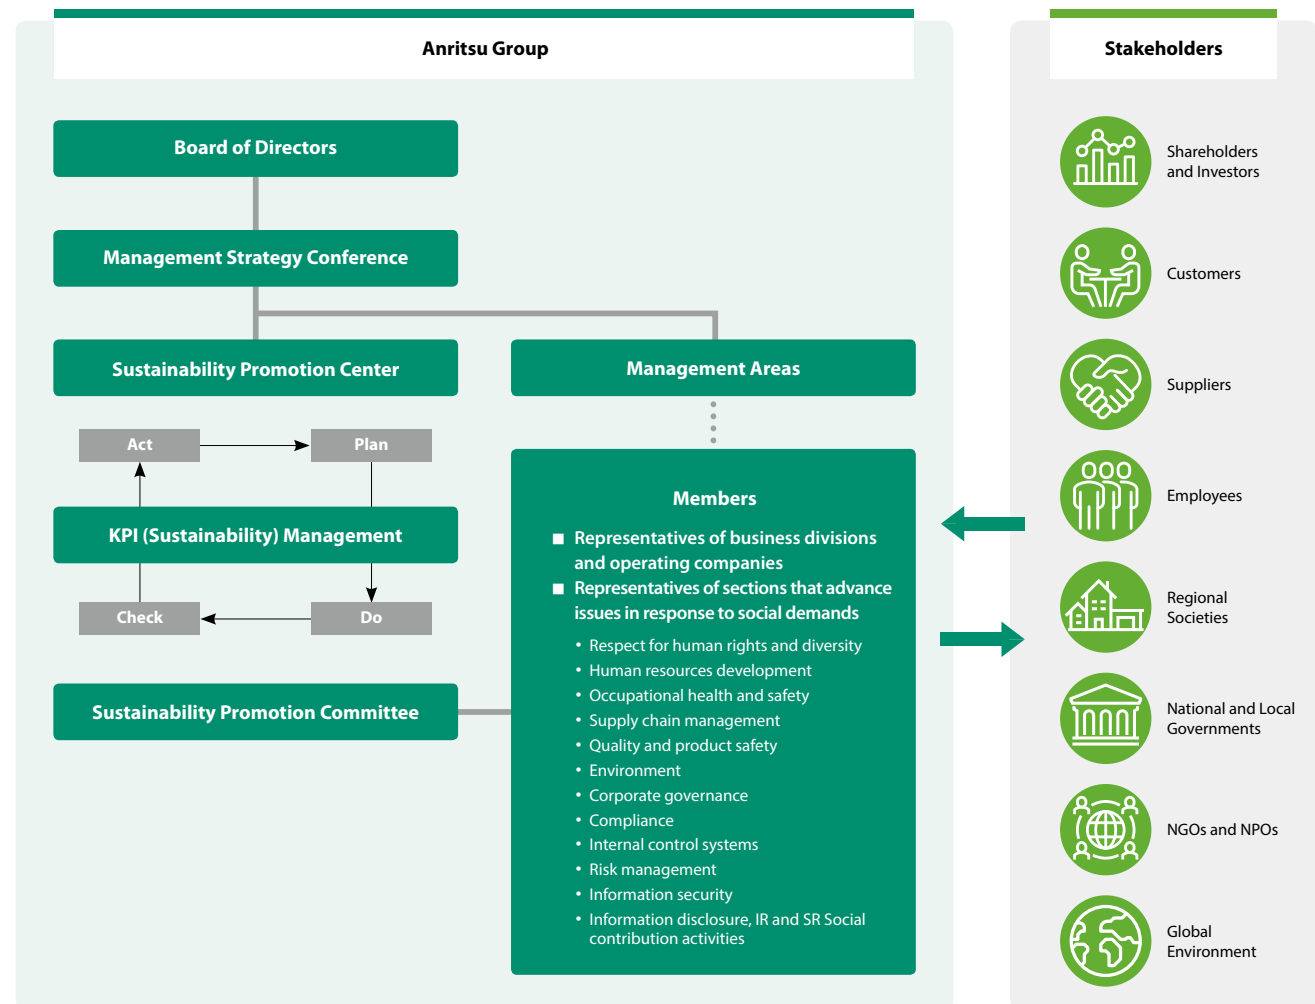 Anritsu Group
Board of Directors
Management Strategy Conference
Sustainability Promotion Center
Management Areas
Act
Plan
KPI (Sustainability) Management
Check
Do
Sustainability Promotion Committee
Members
■ Representatives of business divisions
and operating companies
■ Representatives of sections that advance
issues in response to social demands
• Respect for human rights and diversity
• Human resources development
• Occupational health and safety
• Supply chain management
• Quality and product safety
• Environment
• Corporate governance
• Compliance
• Internal control systems
• Risk management
• Information security
• Information disclosure, IR and SR Social
contribution activities
Stakeholders
Shareholders
and Investors
Customers
Suppliers
Employees
Regional
Societies
National and Local
Governments
NGOs and NPOs
Global
Environment